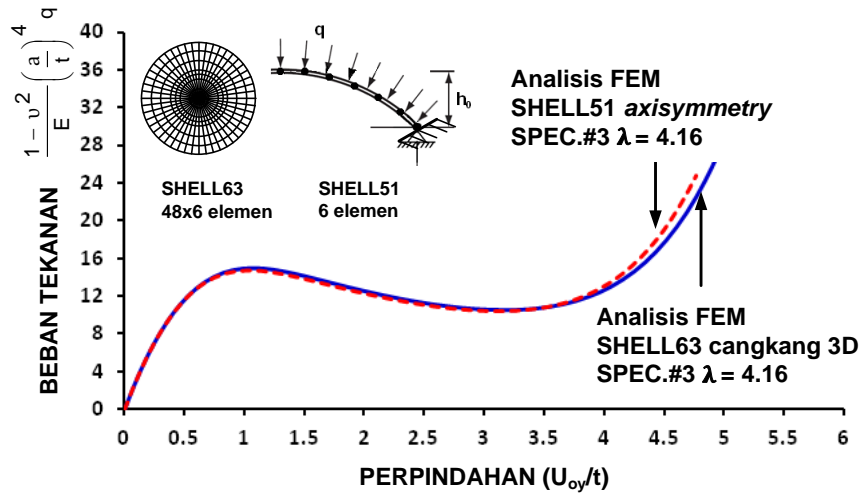 BEBAN TEKANAN
1 − υ² / E (a / t)⁴ q
40
36
32
28
24
20
16
12
8
4
0
0 0.5 1 1.5 2 2.5 3 3.5 4 4.5 5 5.5 6
PERPINDAHAN (Uoy/t)
q
h₀
SHELL63
48x6 elemen
SHELL51
6 elemen
Analisis FEM
SHELL51 axisymmetry
SPEC.#3 λ = 4.16
Analisis FEM
SHELL63 cangkang 3D
SPEC.#3 λ = 4.16